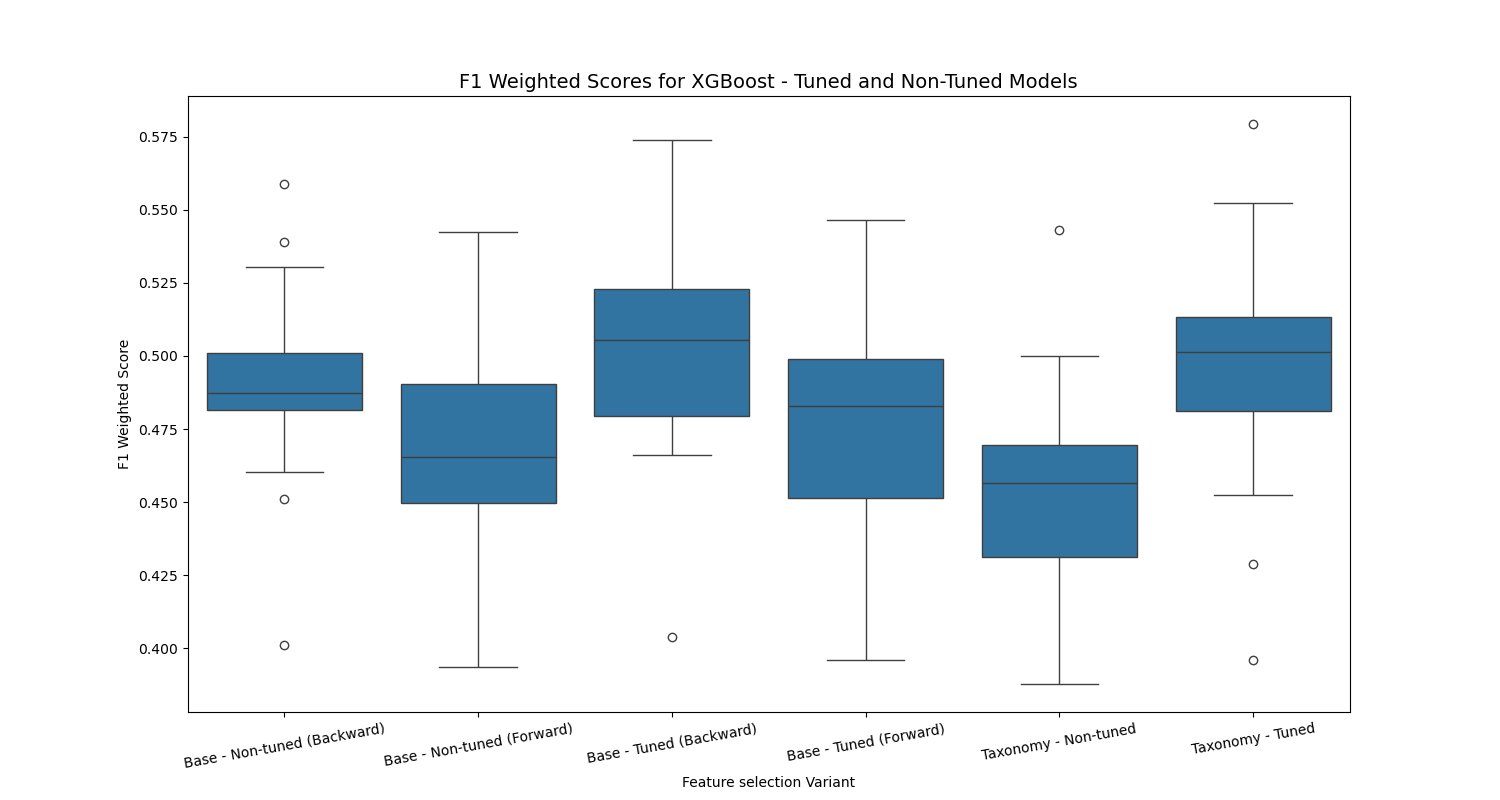 F1 Weighted Scores for XGBoost - Tuned and Non-Tuned Models
F1 Weighted Score
0.575
0.550
0.525
0.500
0.475
0.450
0.425
0.400
Base - Non-tuned (Backward)
Base - Non-tuned (Forward)
Base - Tuned (Backward)
Base - Tuned (Forward)
Taxonomy - Non-tuned
Taxonomy - Tuned
Feature selection Variant